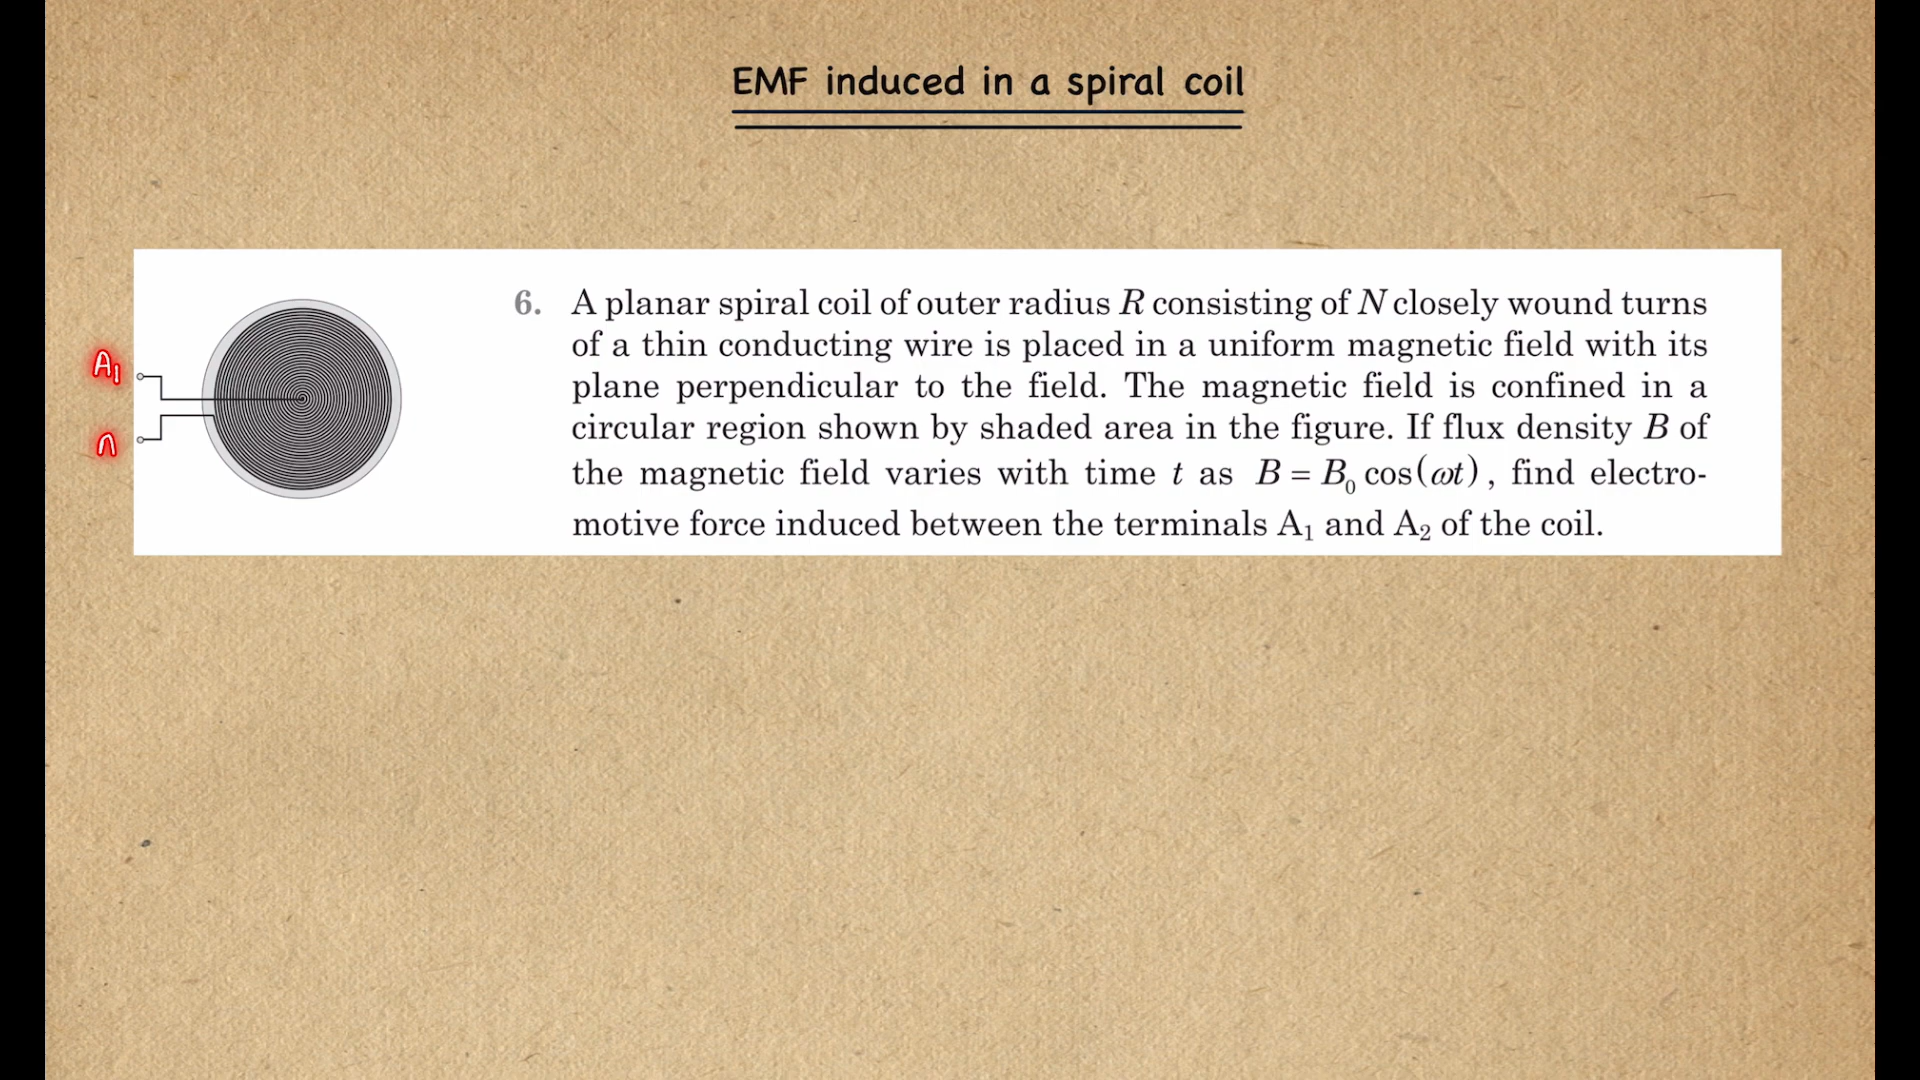 EMF induced in a spiral coil
6. A planar spiral coil of outer radius R consisting of N closely wound turns
of a thin conducting wire is placed in a uniform magnetic field with its
plane perpendicular to the field. The magnetic field is confined in a
circular region shown by shaded area in the figure. If flux density B of
the magnetic field varies with time t as B = B₀ cos(ωt), find electro-
motive force induced between the terminals A₁ and A₂ of the coil.
A₁